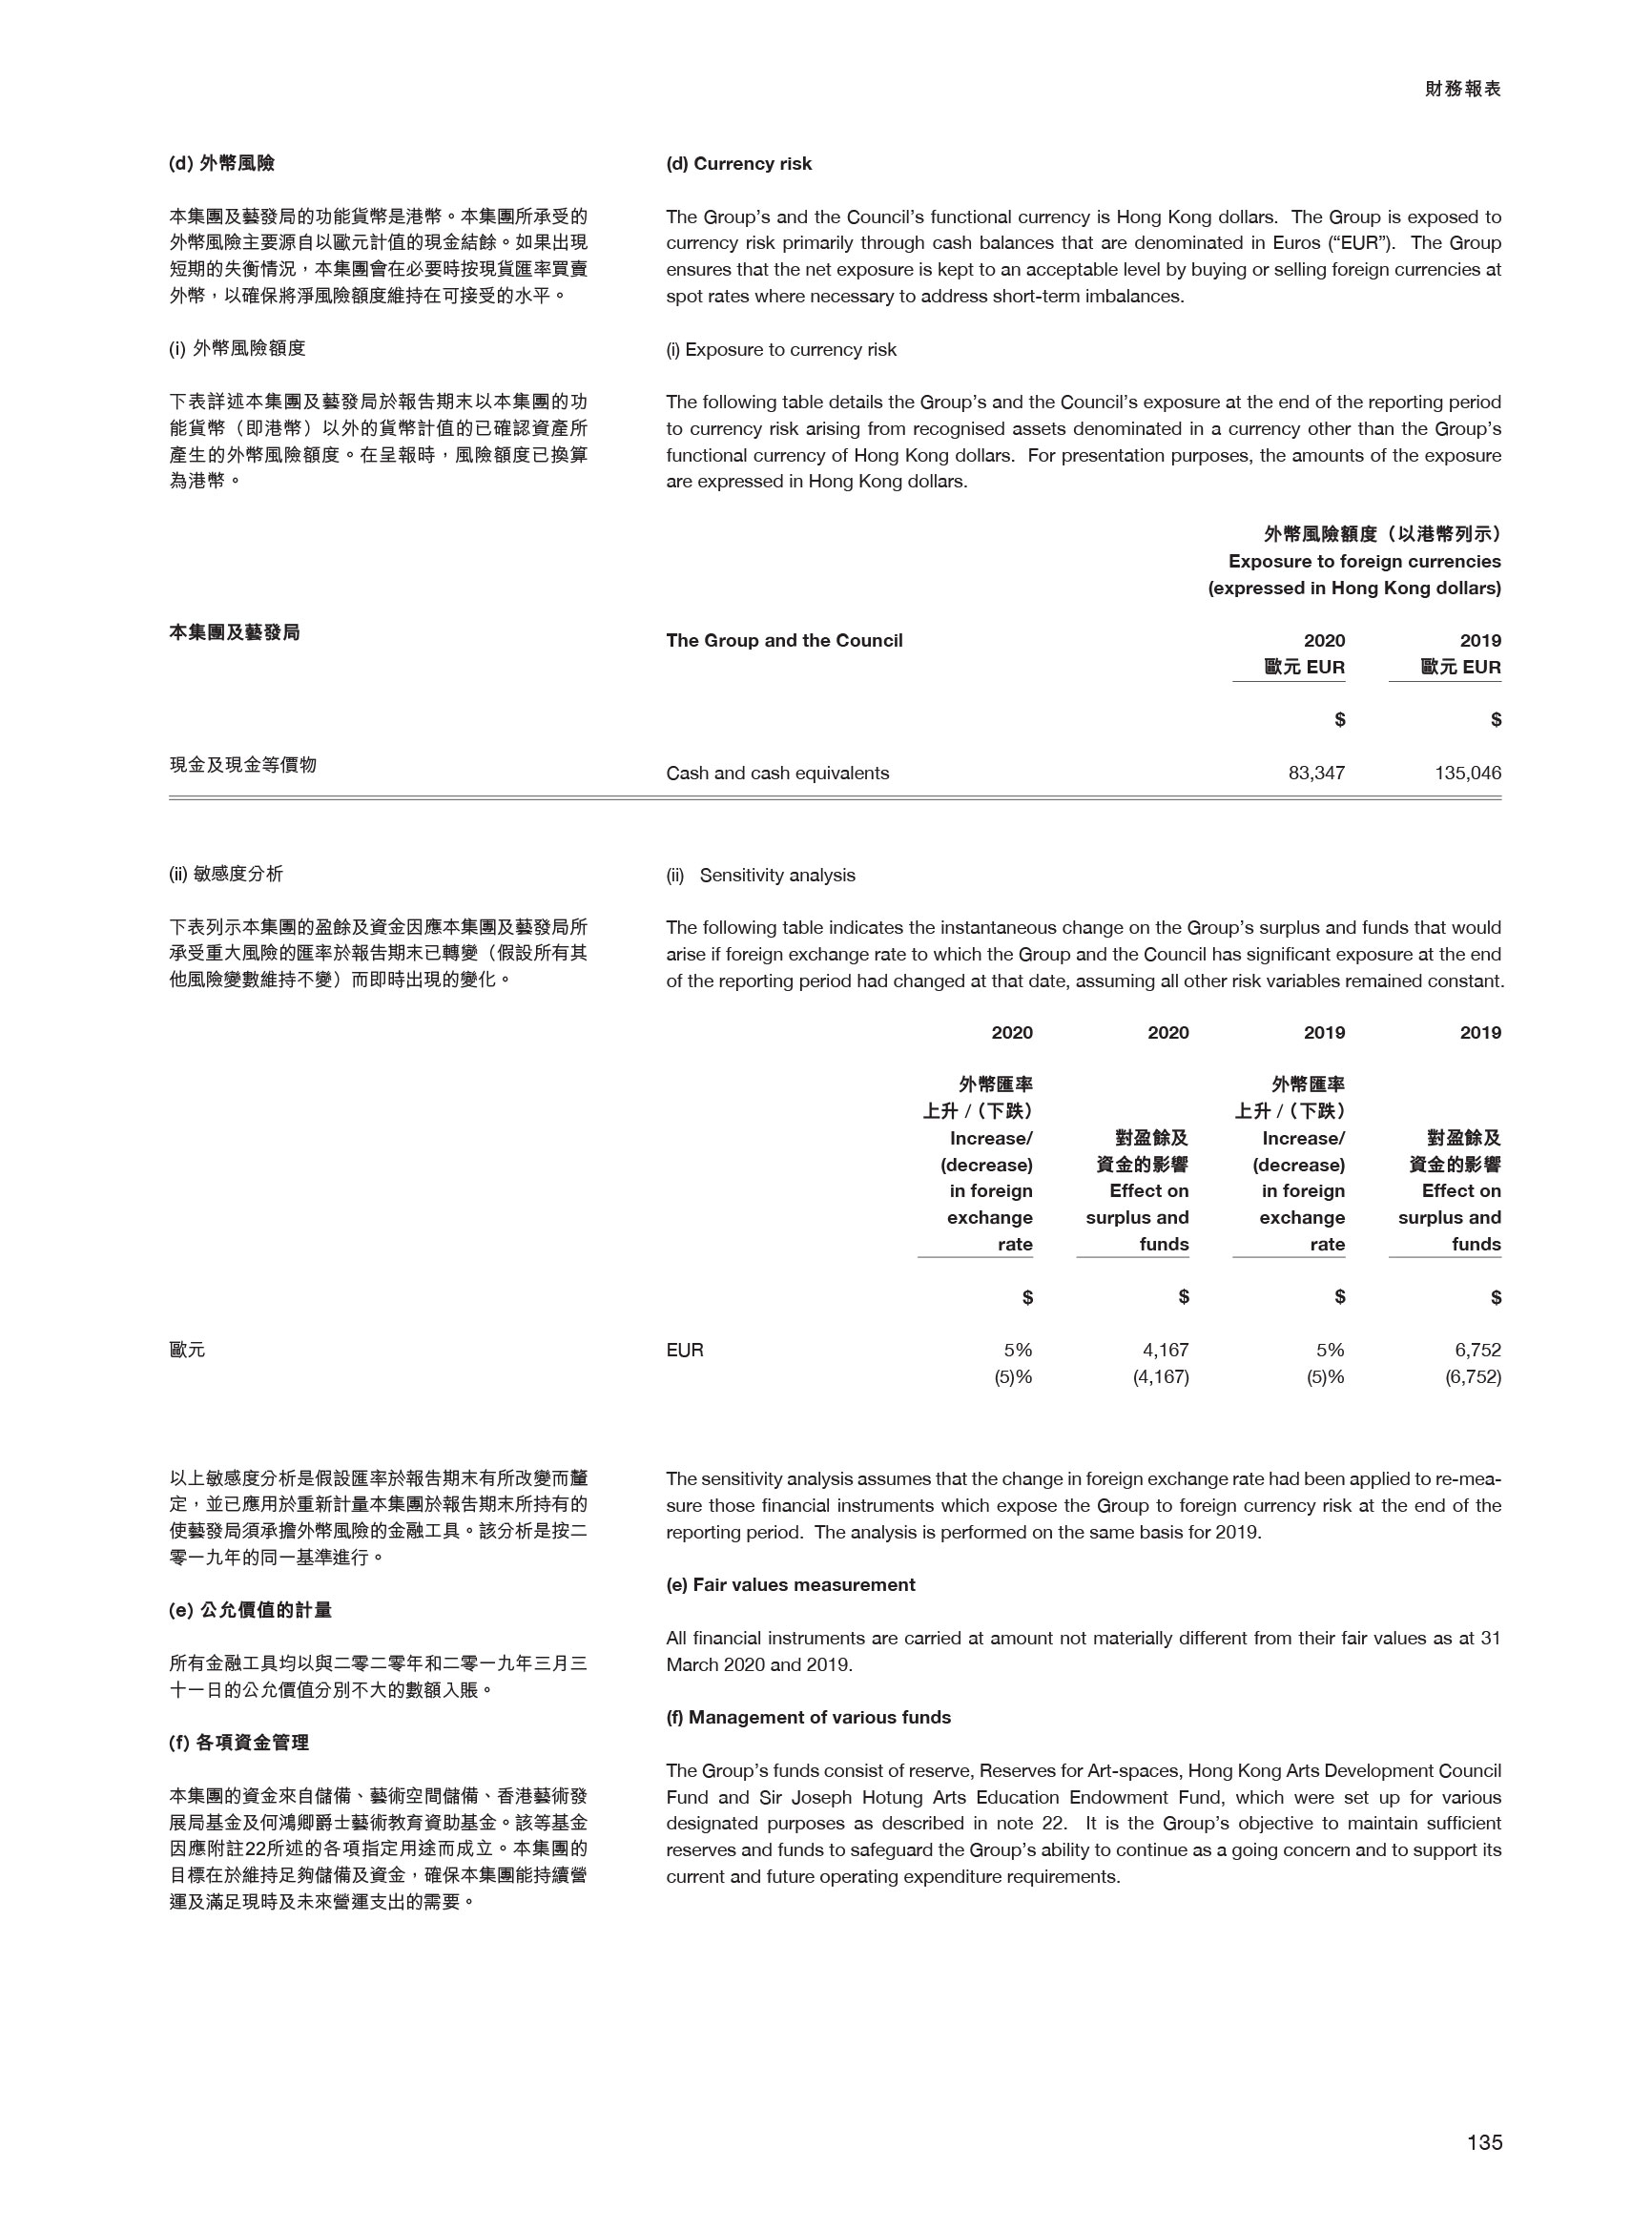 財務報表
(d) 外幣風險
本集團及藝發局的功能貨幣是港幣。本集團所承受的
外幣風險主要源自以歐元計值的現金結餘。如果出現
短期的失衡情況，本集團會在必要時按現貨匯率買賣
外幣，以確保將淨風險額度維持在可接受的水平。
(i) 外幣風險額度
下表詳述本集團及藝發局於報告期末以本集團的功
能貨幣（即港幣）以外的貨幣計值的已確認資產所
產生的外幣風險額度。在呈報時，風險額度已換算
為港幣。
(d) Currency risk
The Group’s and the Council’s functional currency is Hong Kong dollars.  The Group is exposed to
currency risk primarily through cash balances that are denominated in Euros (“EUR”).  The Group
ensures that the net exposure is kept to an acceptable level by buying or selling foreign currencies at
spot rates where necessary to address short-term imbalances.
(i) Exposure to currency risk
The following table details the Group’s and the Council’s exposure at the end of the reporting period
to currency risk arising from recognised assets denominated in a currency other than the Group’s
functional currency of Hong Kong dollars.  For presentation purposes, the amounts of the exposure
are expressed in Hong Kong dollars.
外幣風險額度（以港幣列示）
Exposure to foreign currencies
(expressed in Hong Kong dollars)
本集團及藝發局 The Group and the Council 2020 2019
歐元 EUR 歐元 EUR
$ $
現金及現金等價物 Cash and cash equivalents 83,347 135,046
(ii) 敏感度分析
下表列示本集團的盈餘及資金因應本集團及藝發局所
承受重大風險的匯率於報告期末已轉變（假設所有其
他風險變數維持不變）而即時出現的變化。
(ii) Sensitivity analysis
The following table indicates the instantaneous change on the Group’s surplus and funds that would
arise if foreign exchange rate to which the Group and the Council has significant exposure at the end
of the reporting period had changed at that date, assuming all other risk variables remained constant.
2020 2020 2019 2019
外幣匯率 外幣匯率
上升 /（下跌） 上升 /（下跌）
Increase/ 對盈餘及 Increase/ 對盈餘及
(decrease) 資金的影響 (decrease) 資金的影響
in foreign Effect on in foreign Effect on
exchange surplus and exchange surplus and
rate funds rate funds
$ $ $ $
歐元 EUR 5% 4,167 5% 6,752
(5)% (4,167) (5)% (6,752)
以上敏感度分析是假設匯率於報告期末有所改變而釐
定，並已應用於重新計量本集團於報告期末所持有的
使藝發局須承擔外幣風險的金融工具。該分析是按二
零一九年的同一基準進行。
(e) 公允價值的計量
所有金融工具均以與二零二零年和二零一九年三月三
十一日的公允價值分別不大的數額入賬。
(f) 各項資金管理
本集團的資金來自儲備、藝術空間儲備、香港藝術發
展局基金及何鴻卿爵士藝術教育資助基金。該等基金
因應附註22所述的各項指定用途而成立。本集團的
目標在於維持足夠儲備及資金，確保本集團能持續營
運及滿足現時及未來營運支出的需要。
The sensitivity analysis assumes that the change in foreign exchange rate had been applied to re-mea-
sure those financial instruments which expose the Group to foreign currency risk at the end of the
reporting period.  The analysis is performed on the same basis for 2019.
(e) Fair values measurement
All financial instruments are carried at amount not materially different from their fair values as at 31
March 2020 and 2019.
(f) Management of various funds
The Group’s funds consist of reserve, Reserves for Art-spaces, Hong Kong Arts Development Council
Fund and Sir Joseph Hotung Arts Education Endowment Fund, which were set up for various
designated purposes as described in note 22.  It is the Group’s objective to maintain sufficient
reserves and funds to safeguard the Group’s ability to continue as a going concern and to support its
current and future operating expenditure requirements.
135